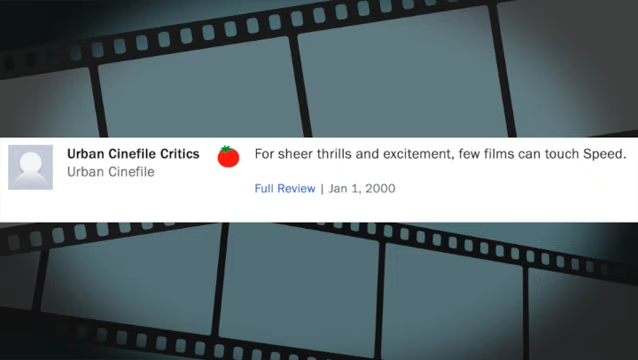 Urban Cinefile Critics
Urban Cinefile
For sheer thrills and excitement, few films can touch Speed.
Full Review | Jan 1, 2000